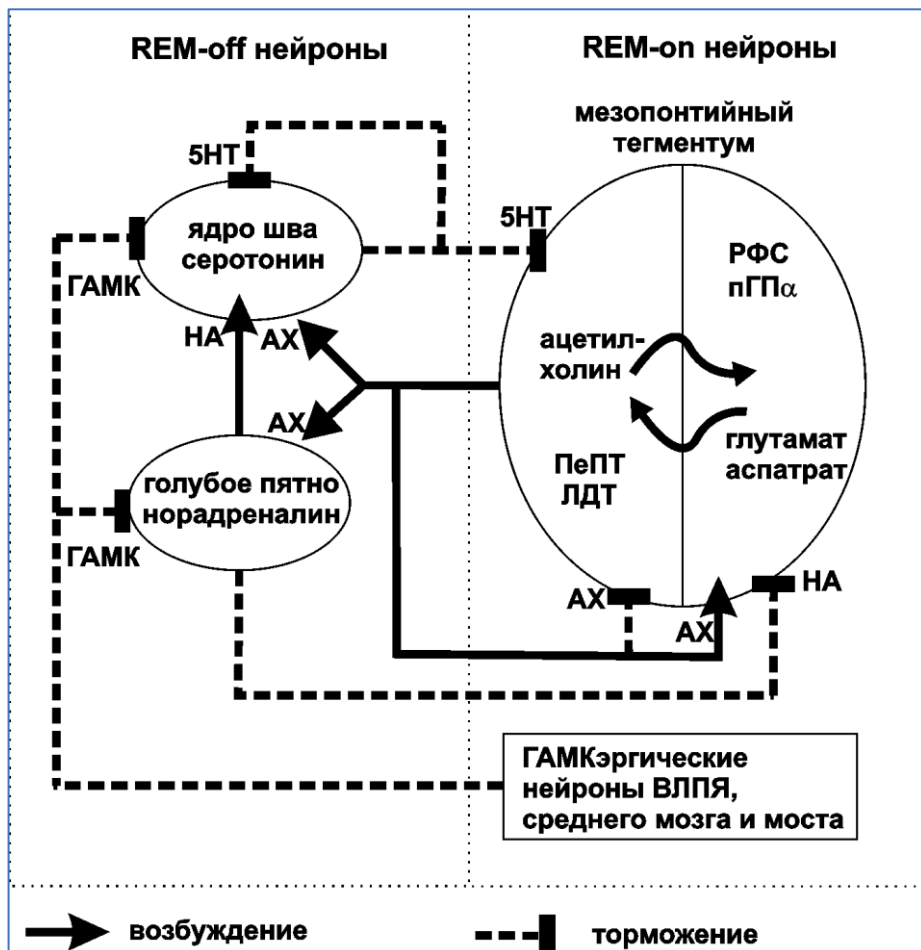 REM-off нейроны
REM-on нейроны
мезопонтийный
тегментум
5НТ
ядро шва
серотонин
ГАМК
НА
АХ
5НТ
РФС
пГПα
ацетил-
холин
АХ
глутамат
аспатрат
ПеПТ
ЛДТ
голубое пятно
норадреналин
ГАМК
АХ
АХ
НА
ГАМКэргические
нейроны ВЛПЯ,
среднего мозга и моста
возбуждение
торможение